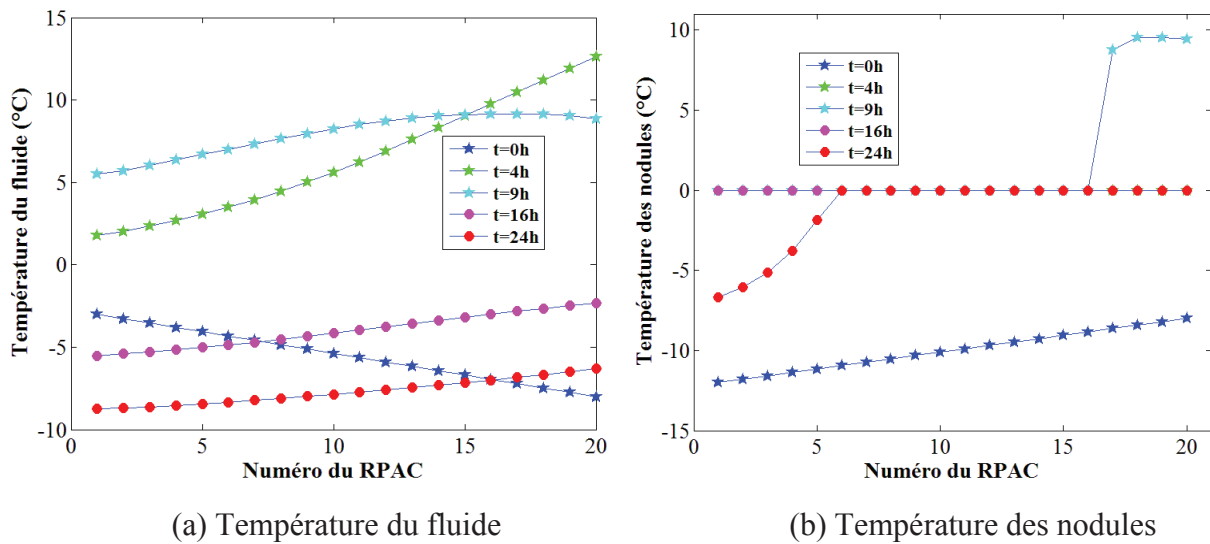 15
10
5
0
-5
-10
Température du fluide (°C)
t=0h
t=4h
t=9h
t=16h
t=24h
0
5
10
15
20
Numéro du RPAC
(a) Température du fluide
10
5
0
-5
-10
-15
Température des nodules (°C)
t=0h
t=4h
t=9h
t=16h
t=24h
0
5
10
15
20
Numéro du RPAC
(b) Température des nodules